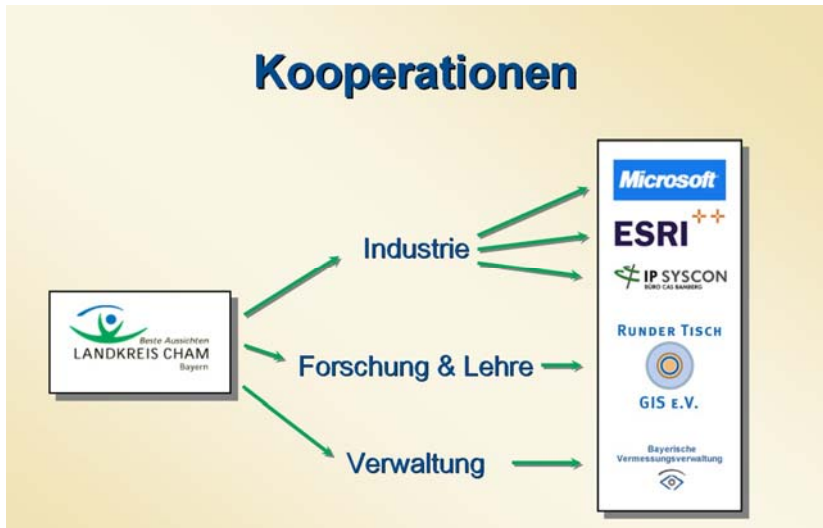 Kooperationen
Microsoft
ESRI++
Industrie
IP SYSCON
BÜRO CAS BAMBERG
Beste Aussichten
LANDKREIS CHAM
Bayern
RUNDER TISCH
Forschung & Lehre
GIS E.V.
Verwaltung
Bayerische
Vermessungsverwaltung